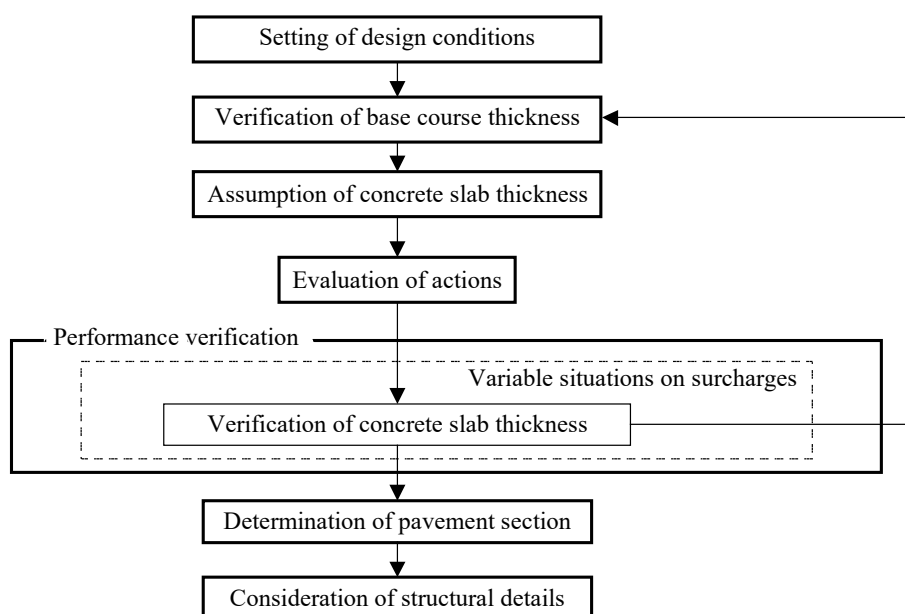 Setting of design conditions
Verification of base course thickness
Assumption of concrete slab thickness
Evaluation of actions
Performance verification
Variable situations on surcharges
Verification of concrete slab thickness
Determination of pavement section
Consideration of structural details